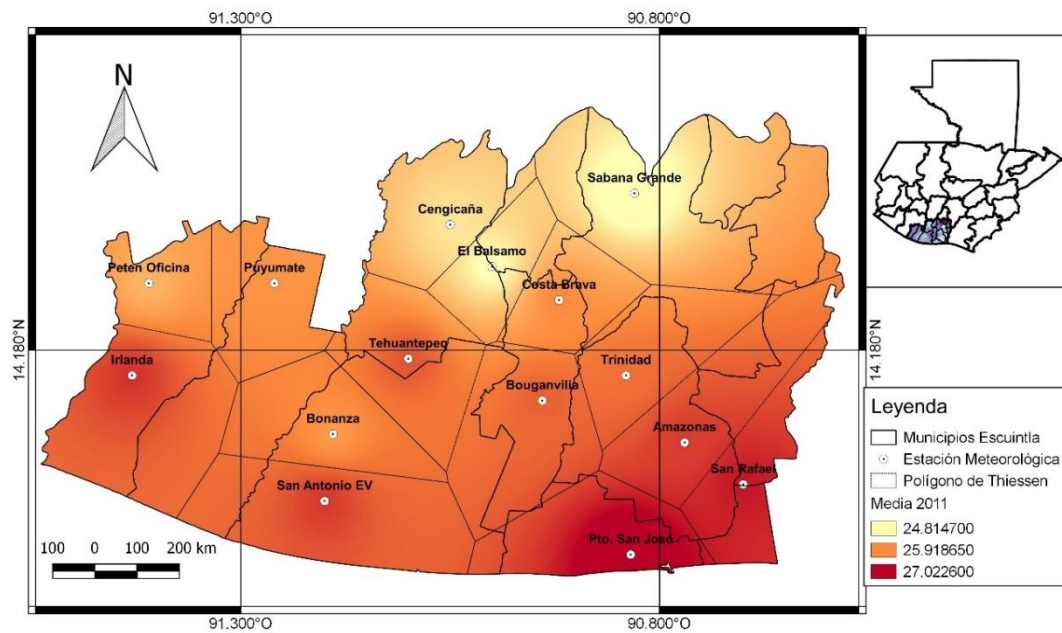 91.300°O
90.800°O
N
Sabana Grande
Cengicaña
El Balsamo
Peten Oficina
Puyumate
Costa Brava
14.180°N
14.180°N
Tehuantepeq
Irlanda
Trinidad
Bouganvilia
Bonanza
Amazonas
San Rafael
San Antonio EV
Pto. San José
100 0 100 200 km
91.300°O
90.800°O
Leyenda
Municipios Escuintla
Estación Meteorológica
Polígono de Thiessen
Media 2011
24.814700
25.918650
27.022600